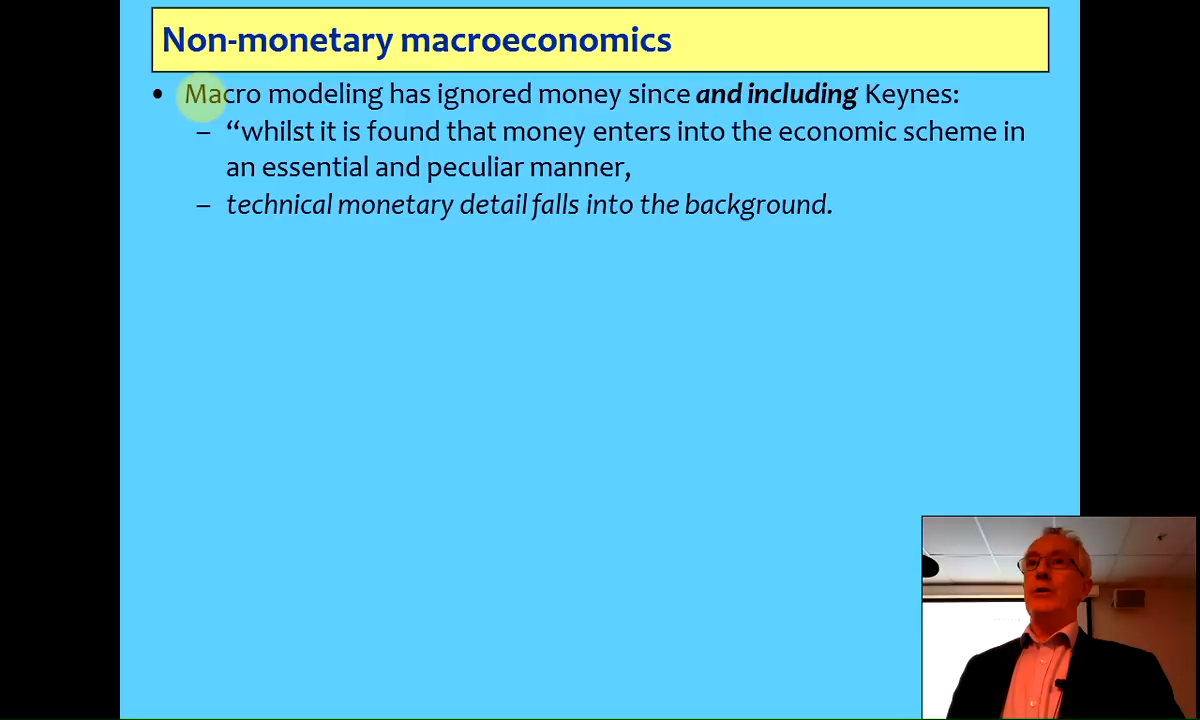 Non-monetary macroeconomics
• Macro modeling has ignored money since and including Keynes:
– “whilst it is found that money enters into the economic scheme in
an essential and peculiar manner,
– technical monetary detail falls into the background.